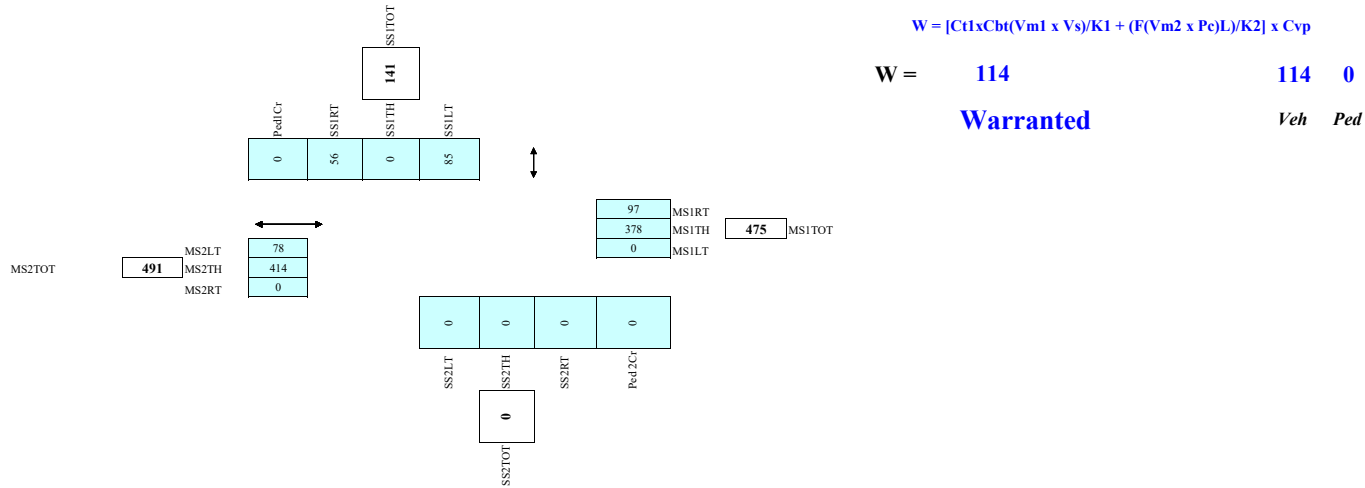 W = [Ct1xCbt(Vm1 x Vs)/K1 + (F(Vm2 x Pc)L)/K2] x Cvp
W = 114 114 0
Warranted Veh Ped
SS1TOT
141
Ped1Cr SS1RT SS1TH SS1LT
0 56 0 85
97 MS1RT
378 MS1TH 475 MS1TOT
0 MS1LT
MS2LT 78
MS2TOT 491 MS2TH 414
MS2RT 0
0 0 0 0
SS2LT SS2TH SS2RT Ped2Cr
0
SS2TOT